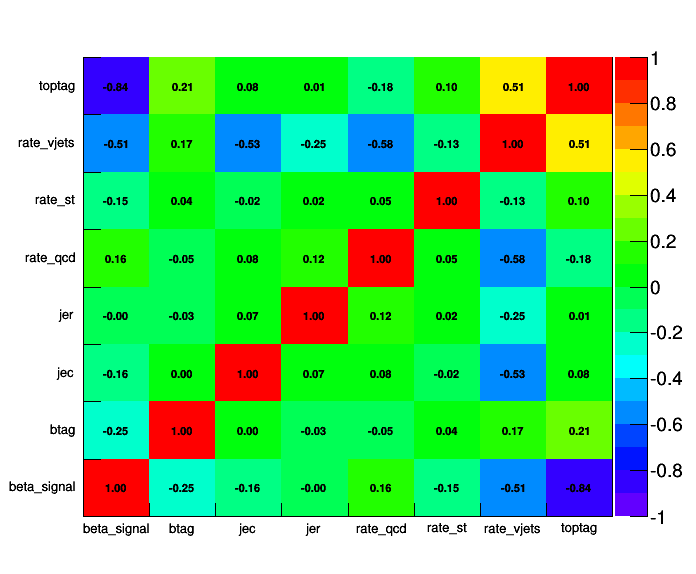 toptag -0.84 0.21 0.08 0.01 -0.18 0.10 0.51 1.00
rate_vjets -0.51 0.17 -0.53 -0.25 -0.58 -0.13 1.00 0.51
rate_st -0.15 0.04 -0.02 0.02 0.05 1.00 -0.13 0.10
rate_qcd 0.16 -0.05 0.08 0.12 1.00 0.05 -0.58 -0.18
jer -0.00 -0.03 0.07 1.00 0.12 0.02 -0.25 0.01
jec -0.16 0.00 1.00 0.07 0.08 -0.02 -0.53 0.08
btag -0.25 1.00 0.00 -0.03 -0.05 0.04 0.17 0.21
beta_signal 1.00 -0.25 -0.16 -0.00 0.16 -0.15 -0.51 -0.84
beta_signal btag jec jer rate_qcd rate_st rate_vjets toptag
1
0.8
0.6
0.4
0.2
0
-0.2
-0.4
-0.6
-0.8
-1